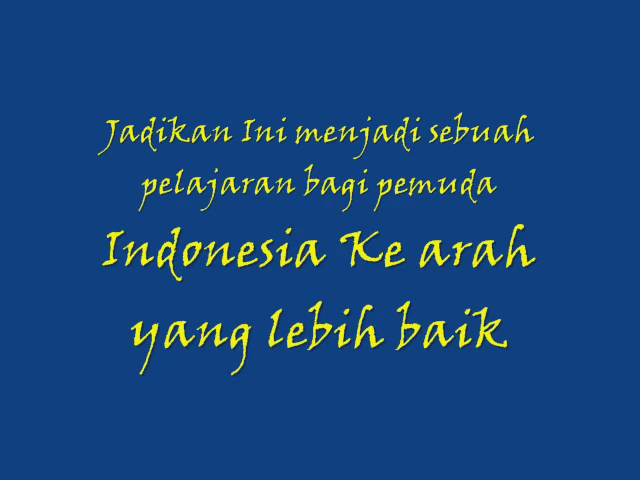 Jadikan Ini menjadi sebuah
pelajaran bagi pemuda
Indonesia Ke arah
yang lebih baik